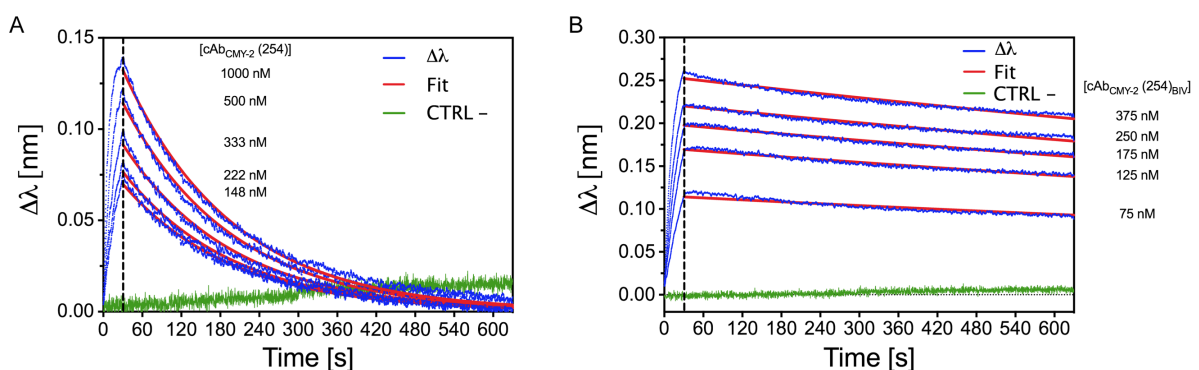 A
[cAbCMY-2 (254)]
1000 nM
500 nM
333 nM
222 nM
148 nM
Δλ
Fit
CTRL –
0.15
0.10
0.05
0.00
Δλ [nm]
0 60 120 180 240 300 360 420 480 540 600
Time [s]
B
Δλ
Fit
CTRL –
[cAbCMY-2 (254)BIV]
375 nM
250 nM
175 nM
125 nM
75 nM
0.30
0.25
0.20
0.15
0.10
0.00
Δλ [nm]
0 60 120 180 240 300 360 420 480 540 600
Time [s]